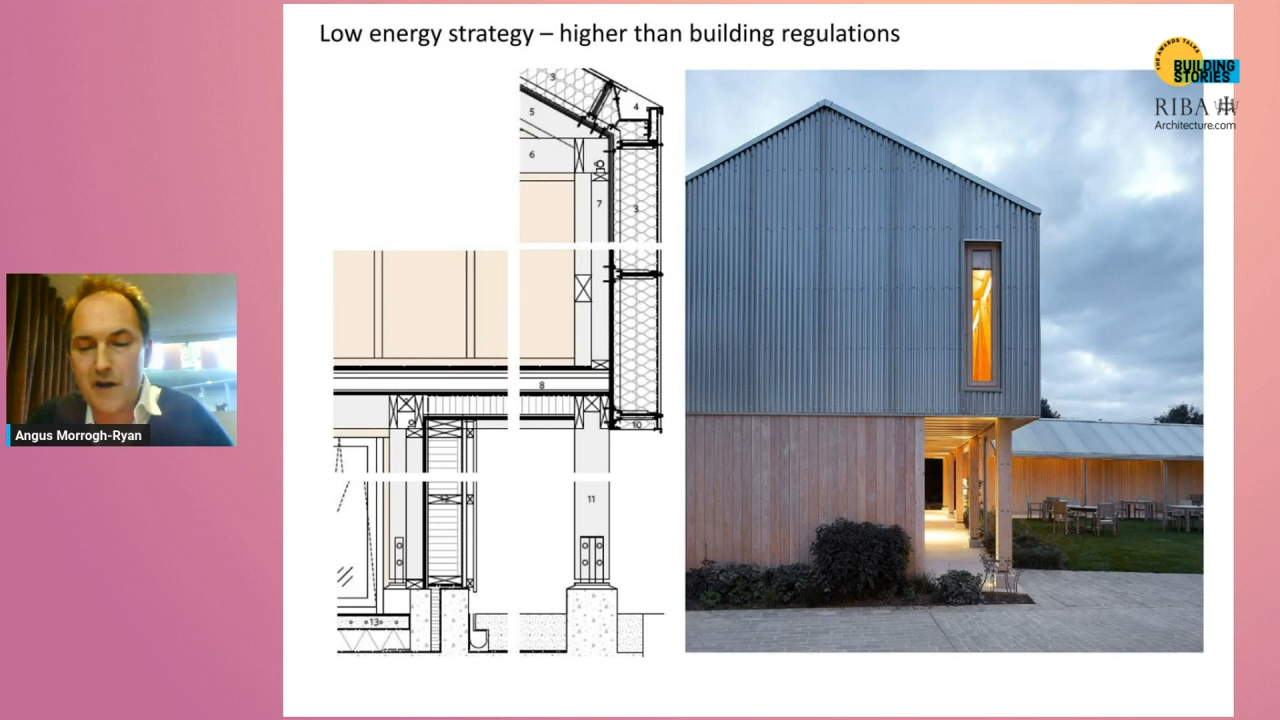 Low energy strategy – higher than building regulations
THE AWARDS TALKS
BUILDING
STORIES
RIBA
Architecture.com
3
4
5
6
7
3
8
10
11
13
Angus Morrogh-Ryan